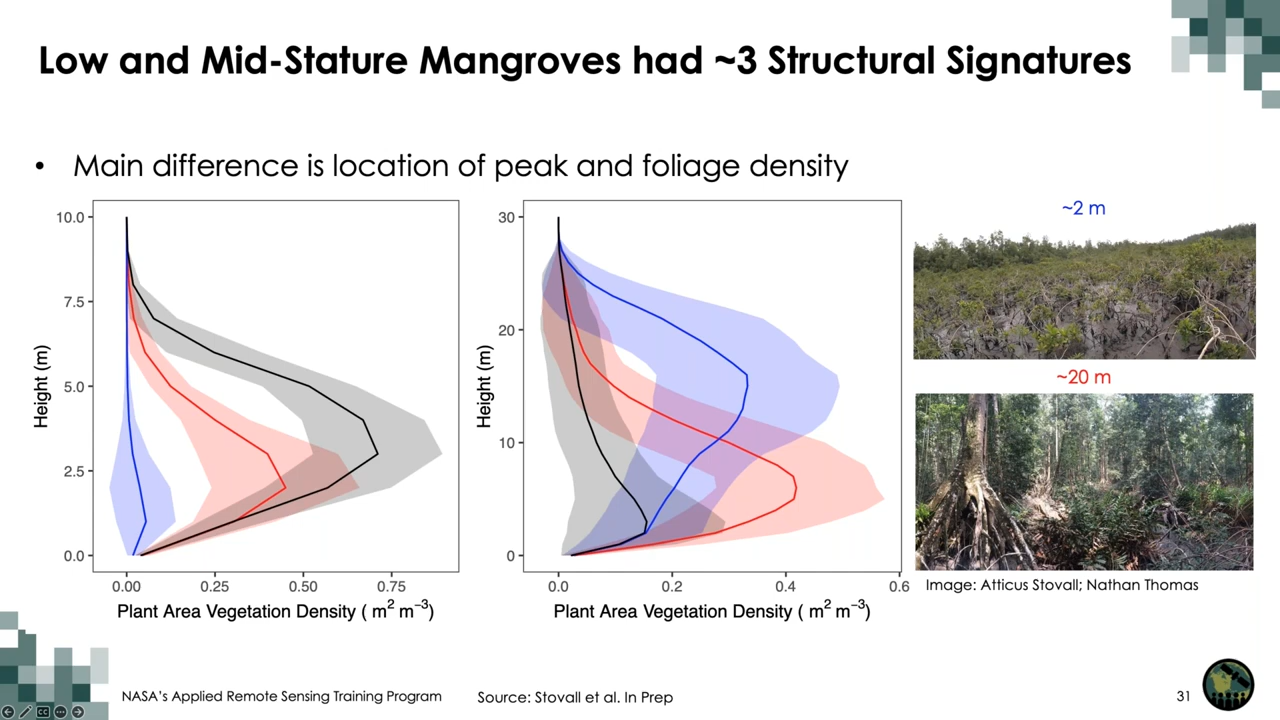 Low and Mid-Stature Mangroves had ~3 Structural Signatures
• Main difference is location of peak and foliage density
10.0
7.5
5.0
2.5
0.0
Height (m)
0.00
0.25
0.50
0.75
Plant Area Vegetation Density ( m² m⁻³)
30
20
10
0
Height (m)
0.0
0.2
0.4
0.6
Plant Area Vegetation Density ( m² m⁻³)
~2 m
~20 m
Image: Atticus Stovall; Nathan Thomas
NASA's Applied Remote Sensing Training Program
Source: Stovall et al. In Prep
31
CC